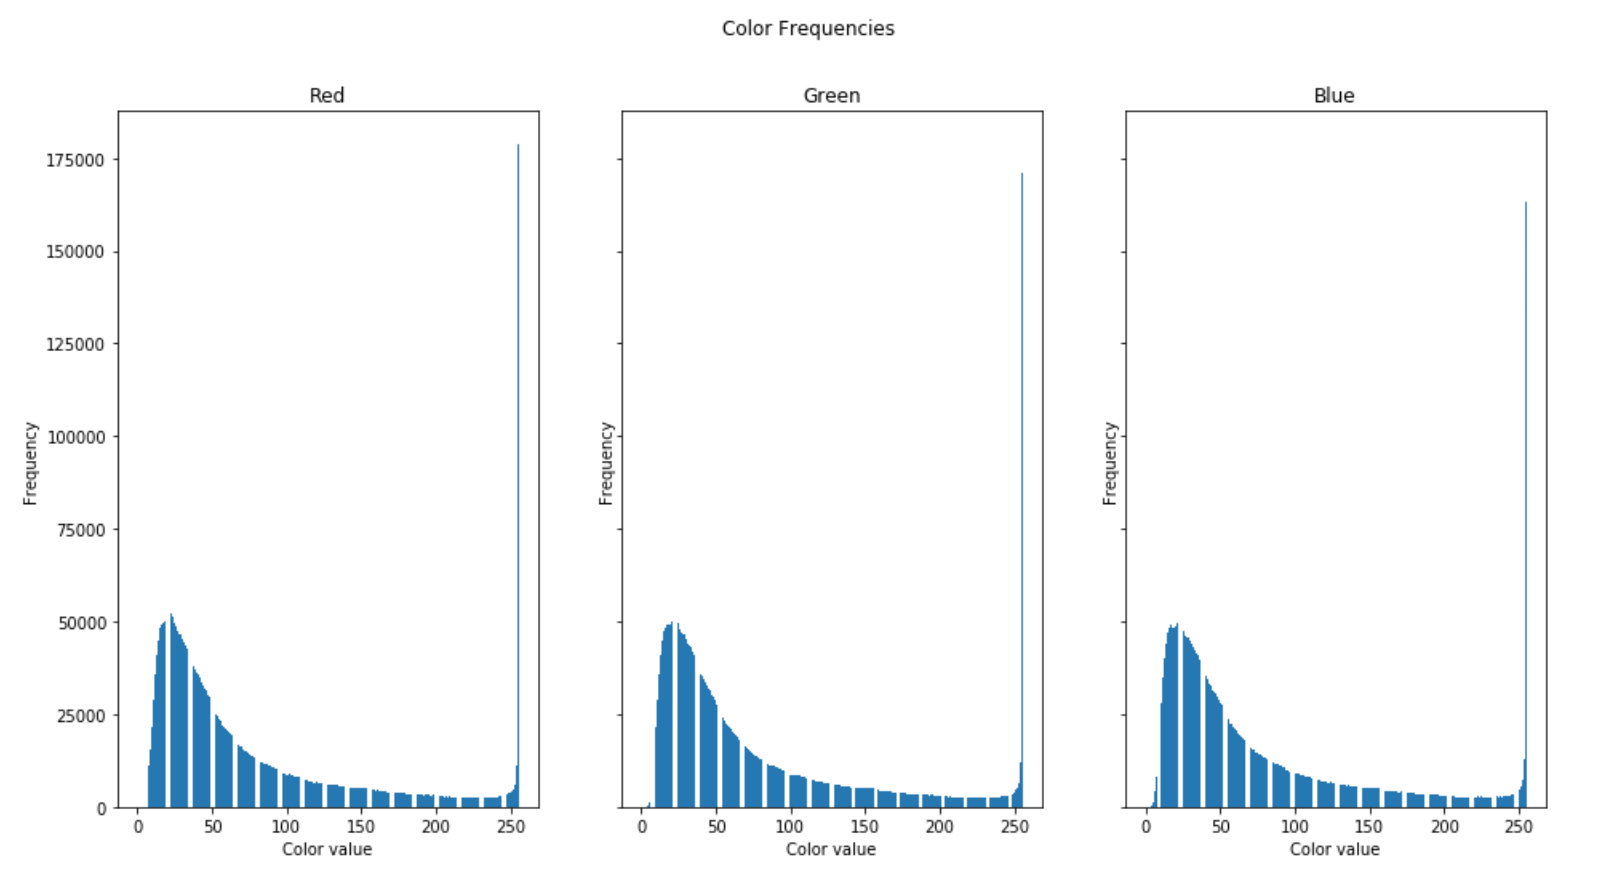 Color Frequencies
Red
Green
Blue
175000
150000
125000
100000
75000
50000
25000
0
Frequency
Frequency
Frequency
0 50 100 150 200 250
0 50 100 150 200 250
0 50 100 150 200 250
Color value
Color value
Color value